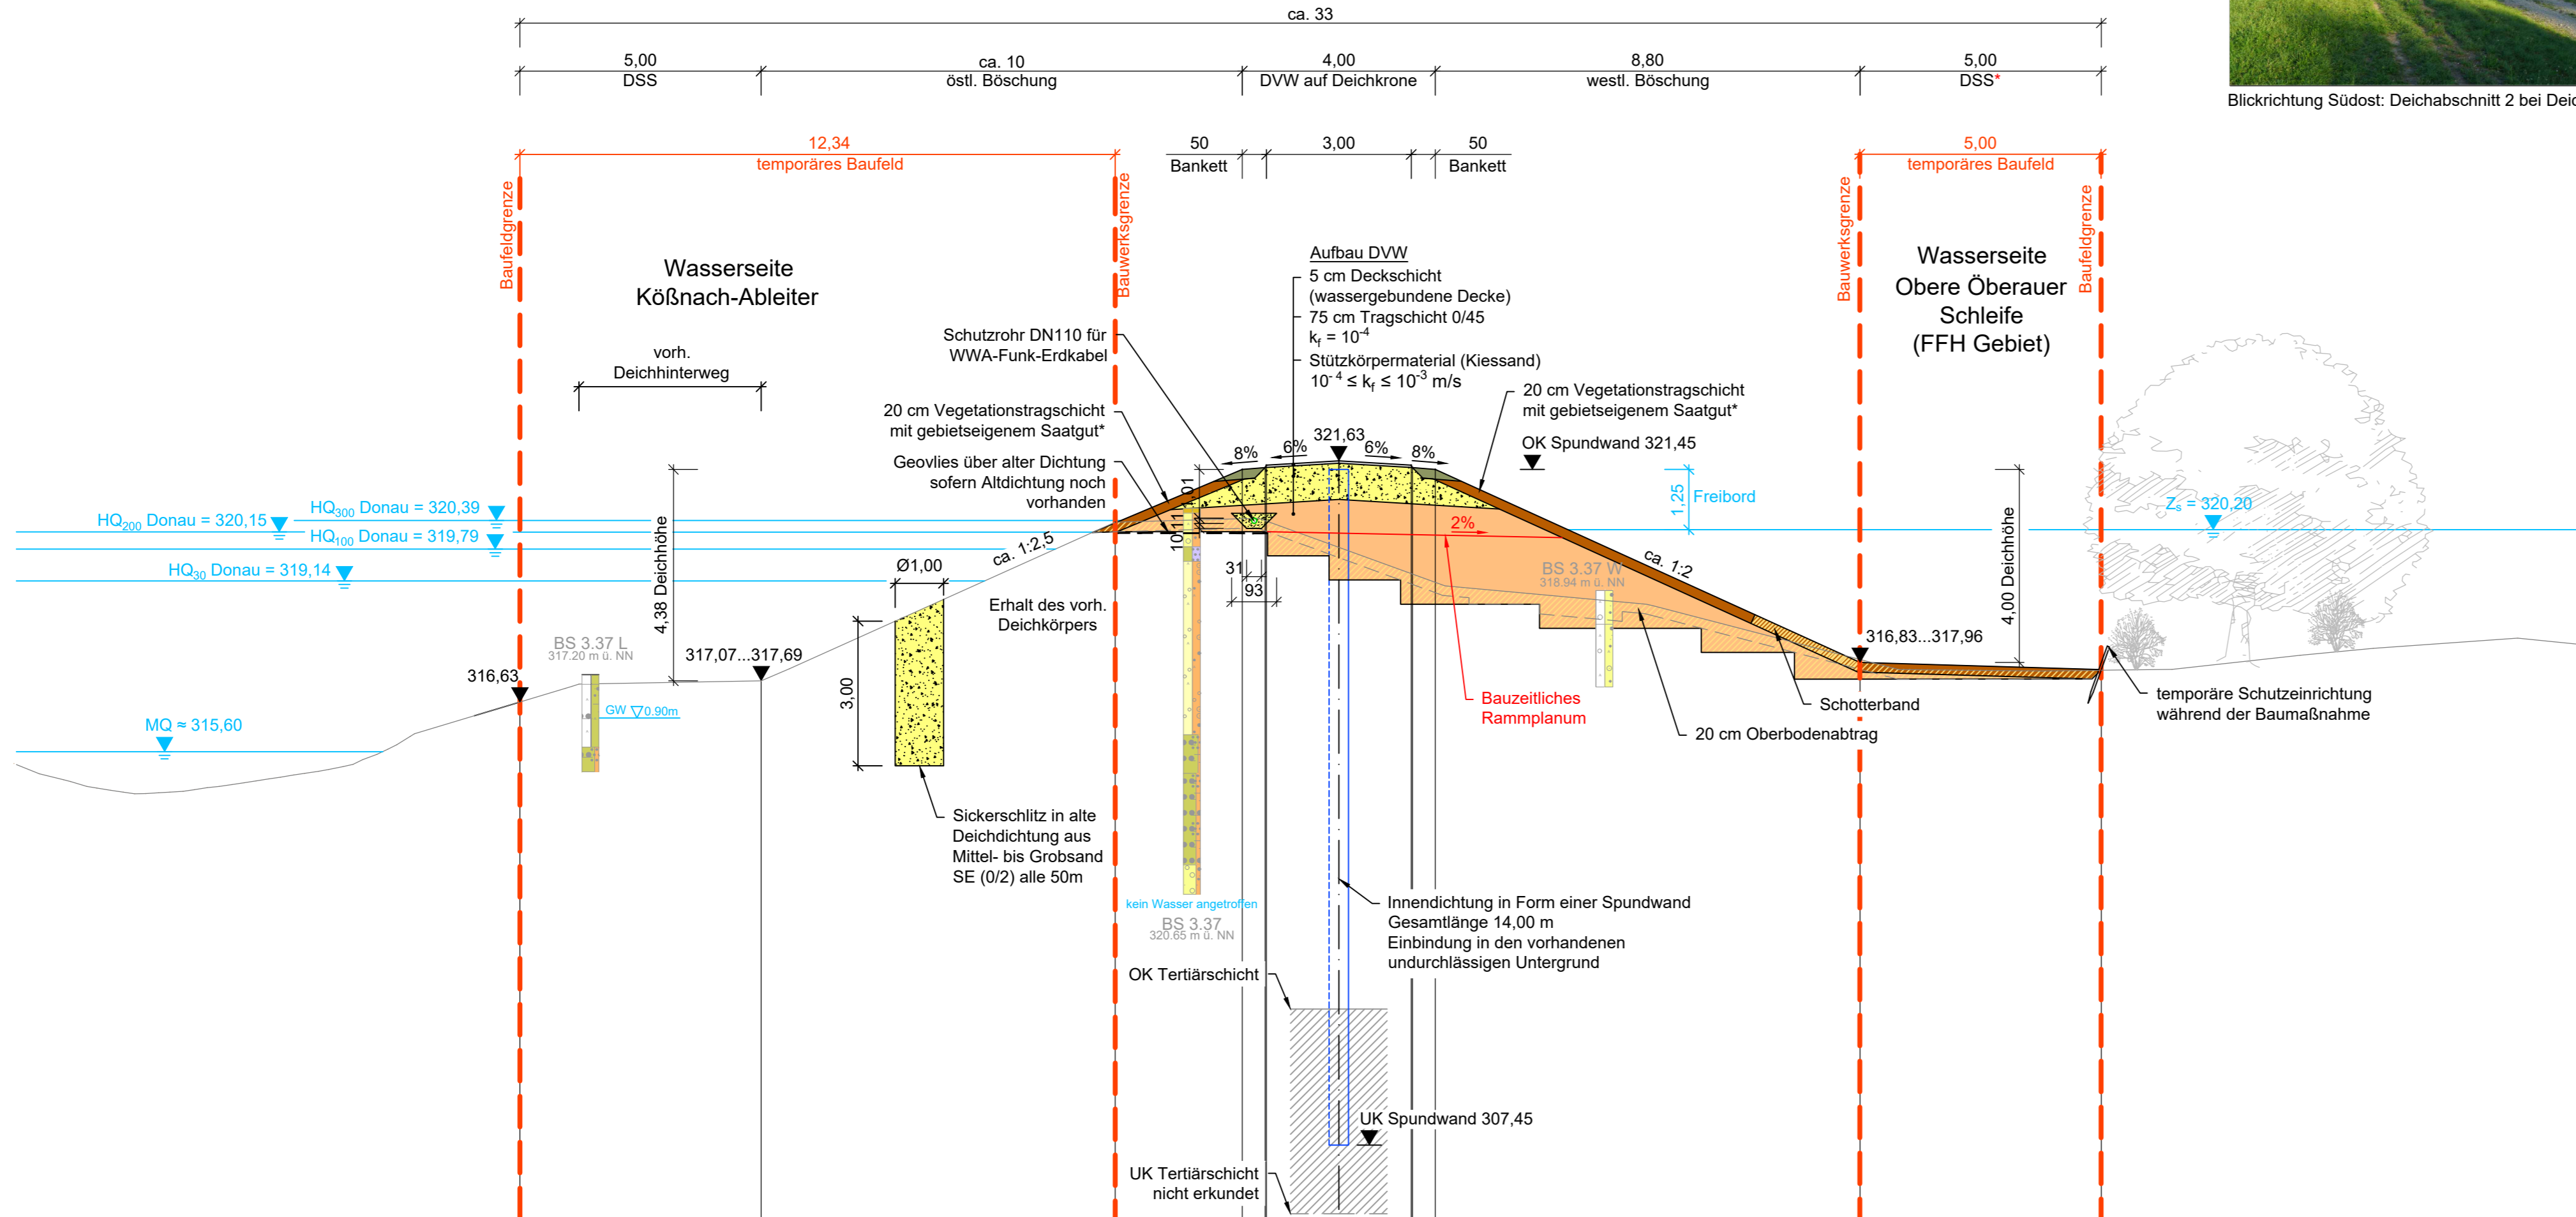 ca. 33
5,00
DSS
ca. 10
östl. Böschung
4,00
DVW auf Deichkrone
8,80
westl. Böschung
5,00
DSS*
Blickrichtung Südost: Deichabschnitt 2 bei Deic
12,34
temporäres Baufeld
50
Bankett
3,00
50
Bankett
5,00
temporäres Baufeld
Baufeldgrenze
Bauwerksgrenze
Bauwerksgrenze
Baufeldgrenze
Wasserseite
Kößnach-Ableiter
Wasserseite
Obere Öberauer
Schleife
(FFH Gebiet)
vorh.
Deichhinterweg
Aufbau DVW
5 cm Deckschicht
(wassergebundene Decke)
75 cm Tragschicht 0/45
kf = 10-4
Stützkörpermaterial (Kiessand)
10-4 ≤ kf ≤ 10-3 m/s
Schutzrohr DN110 für
WWA-Funk-Erdkabel
20 cm Vegetationstragschicht
mit gebietseigenem Saatgut*
Geovlies über alter Dichtung
sofern Altdichtung noch
vorhanden
20 cm Vegetationstragschicht
mit gebietseigenem Saatgut*
OK Spundwand 321,45
8%
6%
321,63
6%
8%
1,25
Freibord
Zs = 320,20
HQ300 Donau = 320,39
HQ200 Donau = 320,15
HQ100 Donau = 319,79
HQ30 Donau = 319,14
4,38 Deichhöhe
4,00 Deichhöhe
ca. 1:2,5
ca. 1:2
2%
31
93
Ø1,00
3,00
Erhalt des vorh.
Deichkörpers
BS 3.37 W
318.94 m ü. NN
BS 3.37 L
317.20 m ü. NN
GW 0.90m
316,63
317,07...317,69
316,83...317,96
MQ ≈ 315,60
Bauzeitliches
Rammplanum
Schotterband
20 cm Oberbodenabtrag
temporäre Schutzeinrichtung
während der Baumaßnahme
Sickerschlitz in alte
Deichdichtung aus
Mittel- bis Grobsand
SE (0/2) alle 50m
kein Wasser angetroffen
BS 3.37
320.65 m ü. NN
Innendichtung in Form einer Spundwand
Gesamtlänge 14,00 m
Einbindung in den vorhandenen
undurchlässigen Untergrund
OK Tertiärschicht
UK Spundwand 307,45
UK Tertiärschicht
nicht erkundet